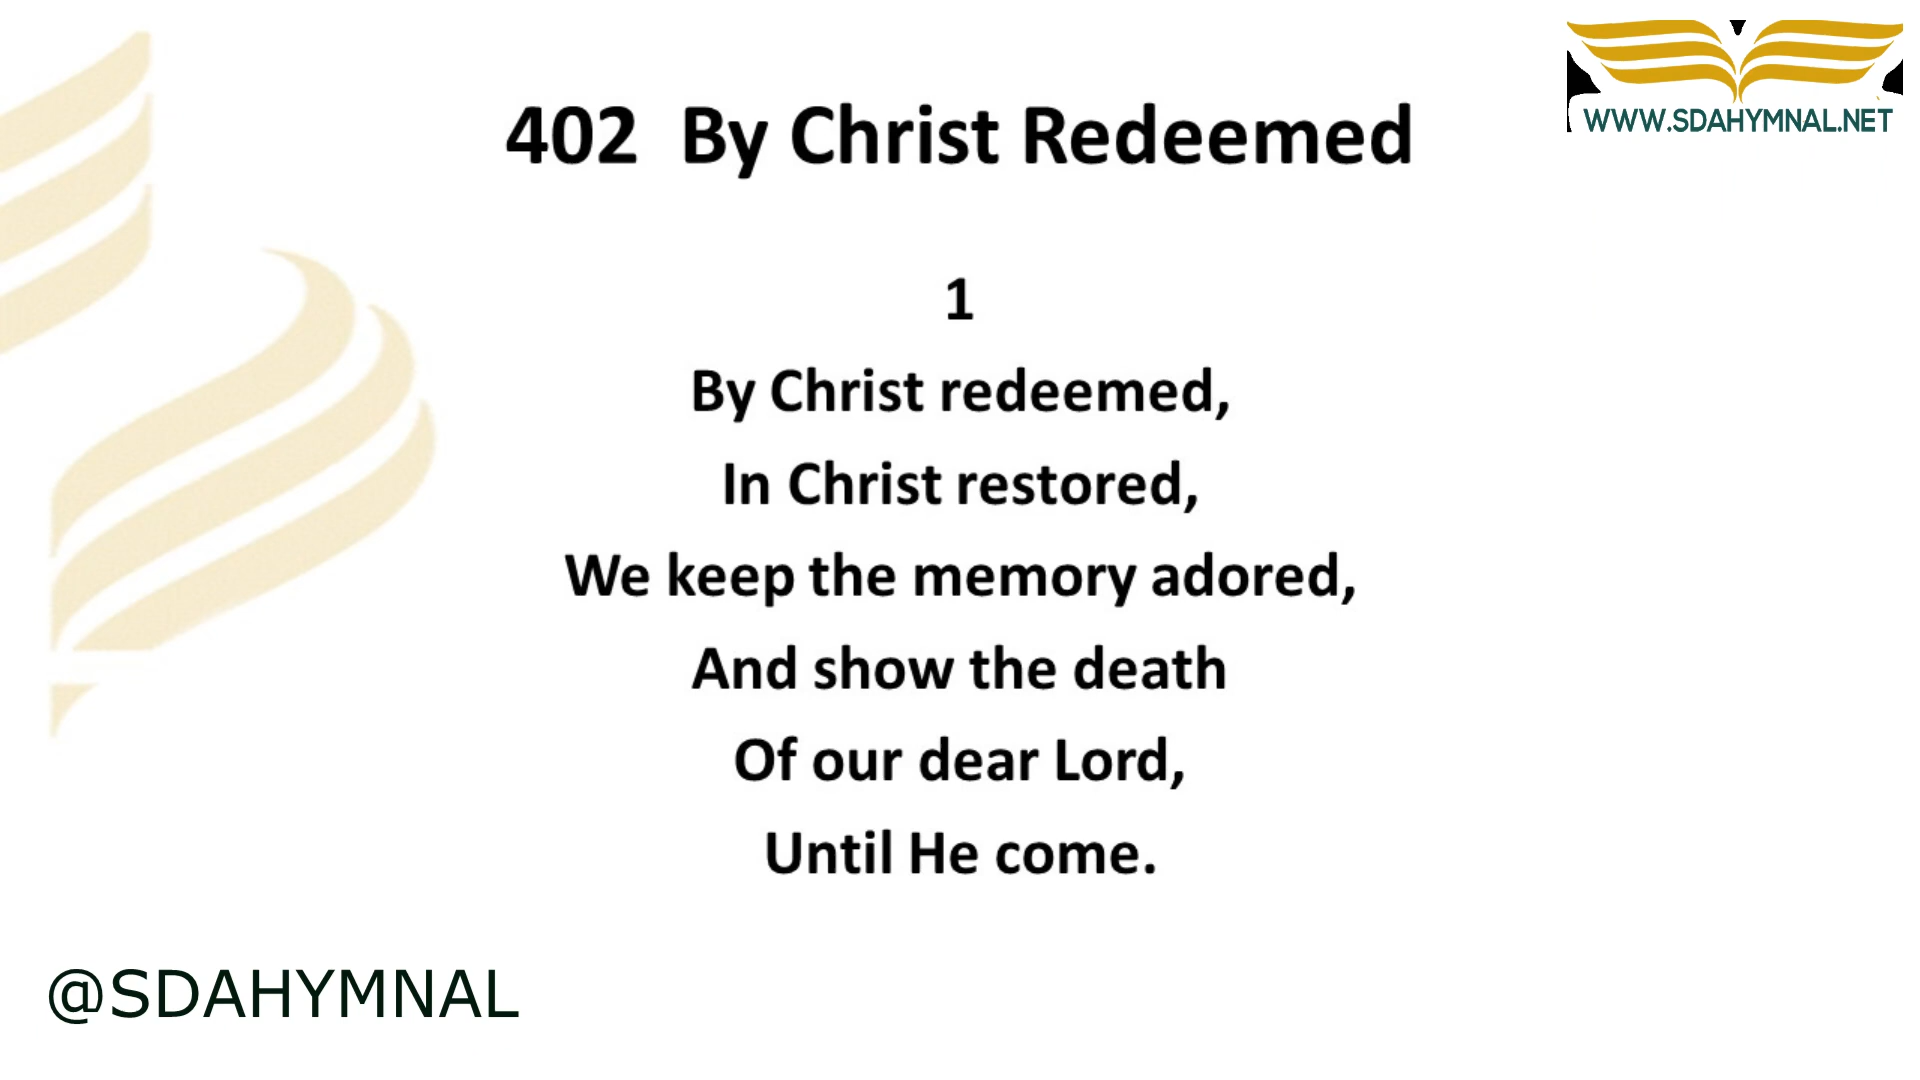 WWW.SDAHYMNAL.NET
402 By Christ Redeemed
1
By Christ redeemed,
In Christ restored,
We keep the memory adored,
And show the death
Of our dear Lord,
Until He come.
@SDAHYMNAL